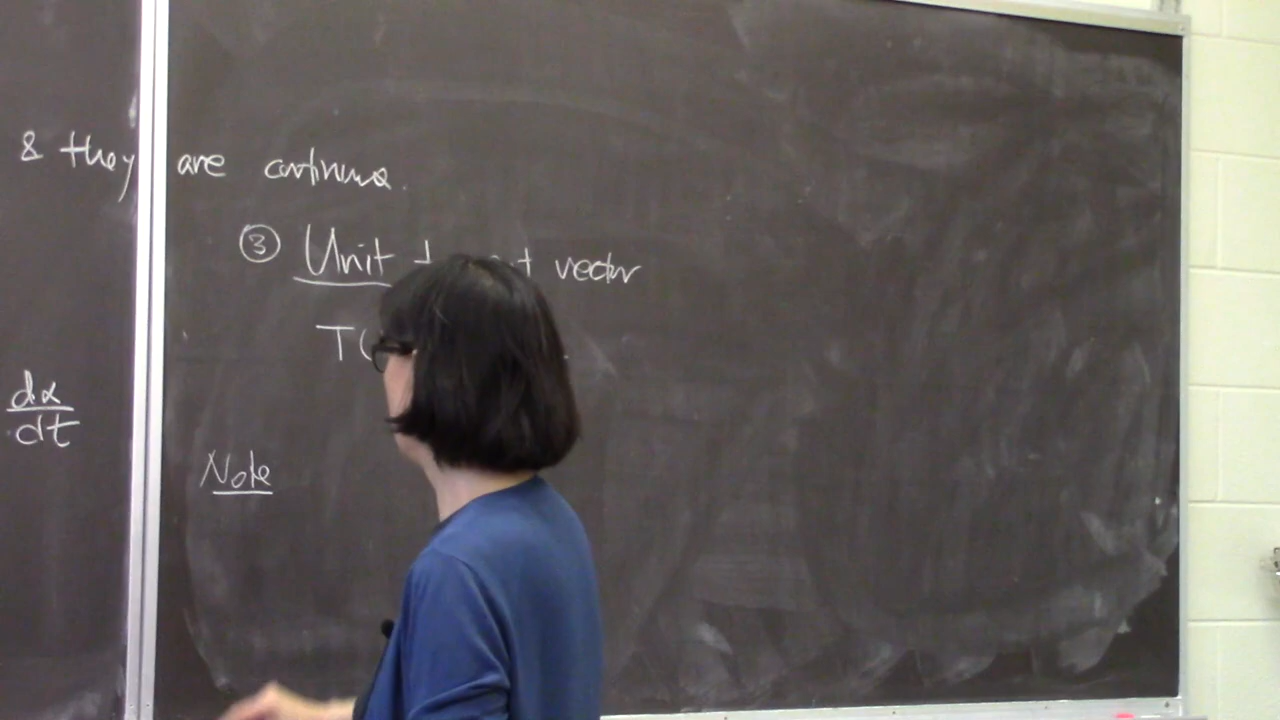 & they are continuous.
③ Unit vector
T(
dα
dt
Note